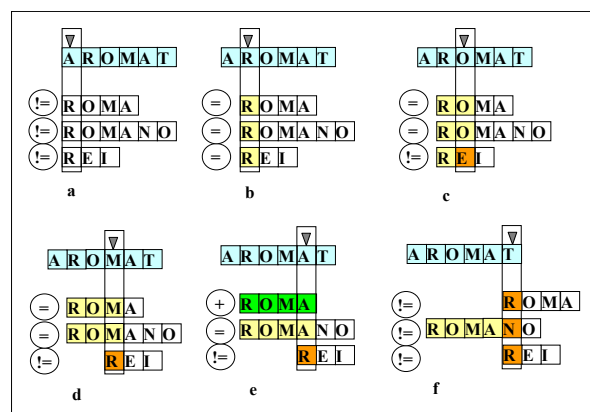 AROMAT
!= ROMA
!= ROMANO
!= REI
a
AROMAT
= ROMA
= ROMANO
= REI
b
AROMAT
= ROMA
= ROMANO
!= REI
c
AROMAT
= ROMA
= ROMANO
!= REI
d
AROMAT
+ ROMA
= ROMANO
!= REI
e
AROMAT
!= ROMA
!= ROMANO
!= REI
f